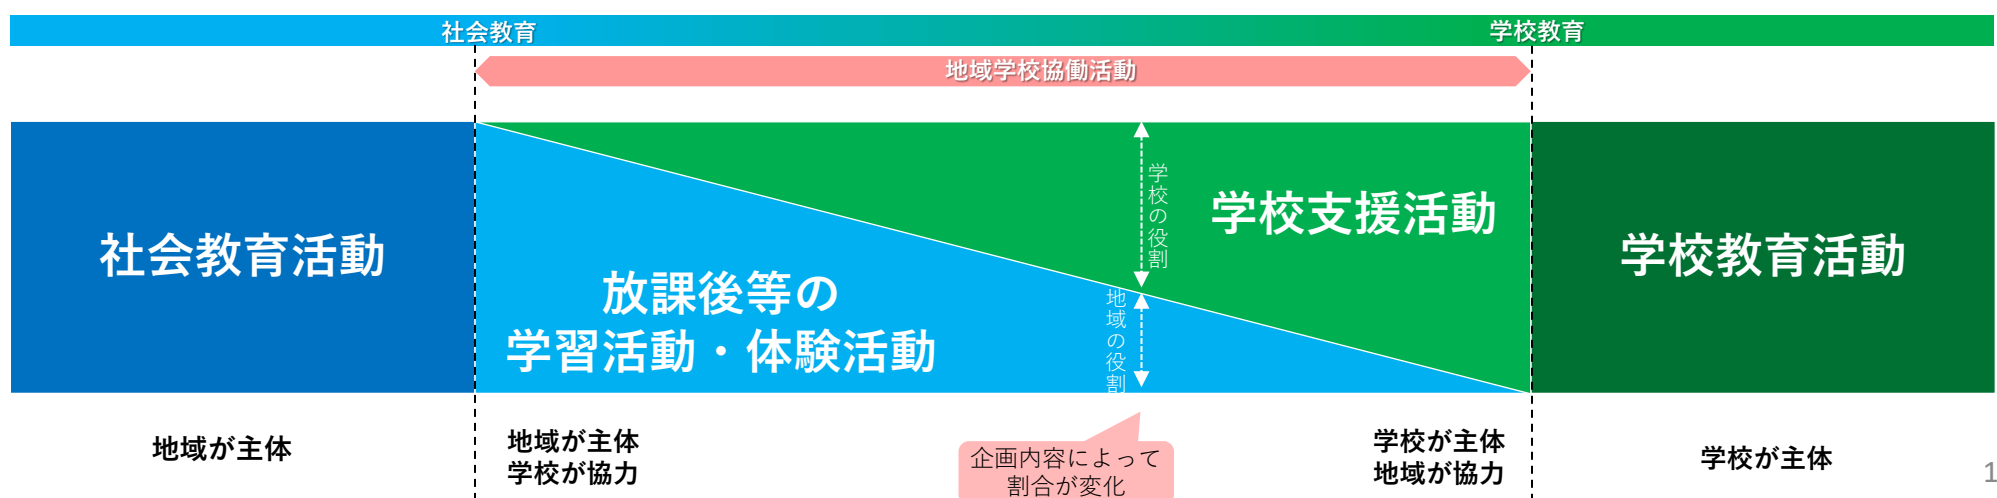 社会教育
学校教育
地域学校協働活動
社会教育活動
放課後等の
学習活動・体験活動
学校の役割
地域の役割
学校支援活動
学校教育活動
地域が主体
地域が主体
学校が協力
企画内容によって
割合が変化
学校が主体
地域が協力
学校が主体
1